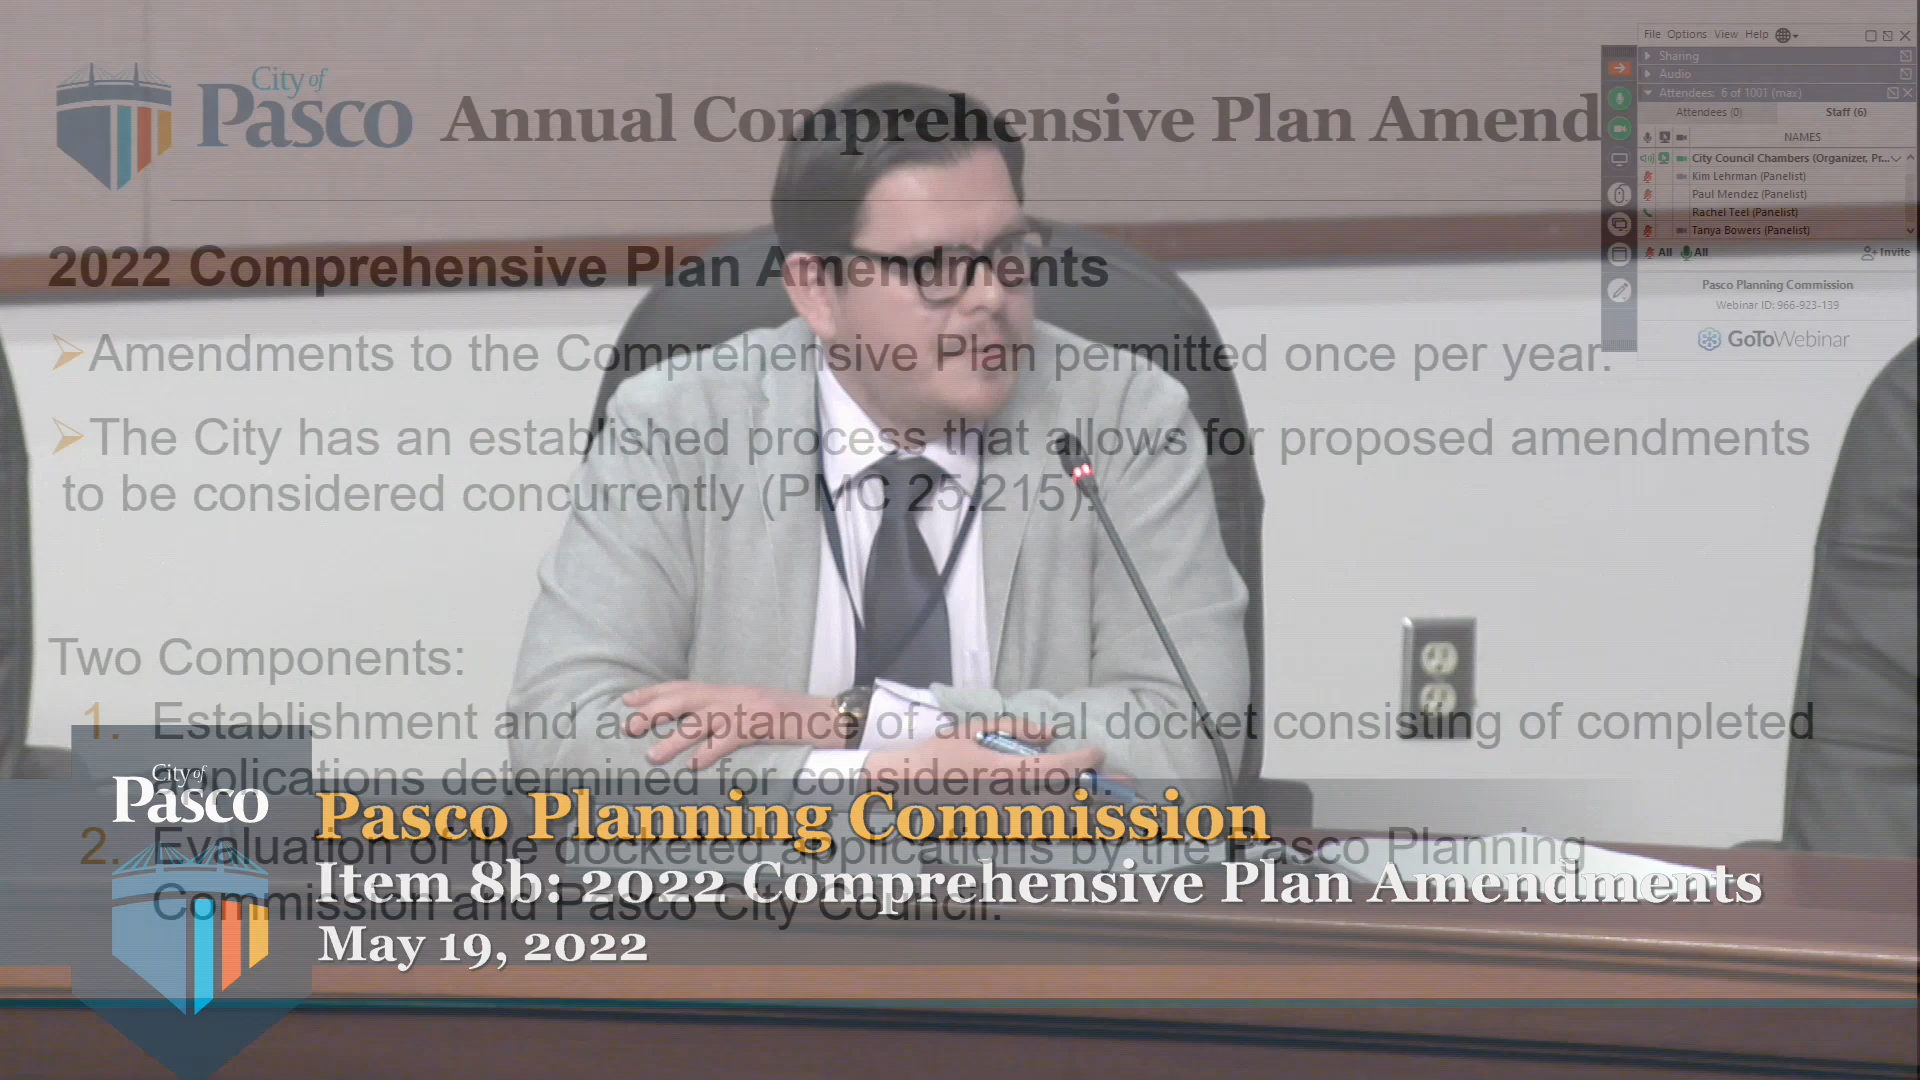 City of
Pasco
Annual Comprehensive Plan Amend
2022 Comprehensive Plan Amendments
Amendments to the Comprehensive Plan permitted once per year.
The City has an established process that allows for proposed amendments
to be considered concurrently (PMC 25.215).
Two Components:
1. Establishment and acceptance of annual docket consisting of completed
applications determined for consideration.
2. Evaluation of the docketed applications by the Pasco Planning
Commission and Pasco City Council.
File Options View Help
Sharing
Audio
Attendees: 6 of 1001 (max)
Attendees (0) Staff (6)
NAMES
City Council Chambers (Organizer, Pr...
Kim Lehrman (Panelist)
Paul Mendez (Panelist)
Rachel Teel (Panelist)
Tanya Bowers (Panelist)
All All Invite
Pasco Planning Commission
Webinar ID: 966-923-139
GoToWebinar
City of
Pasco
Pasco Planning Commission
Item 8b: 2022 Comprehensive Plan Amendments
May 19, 2022